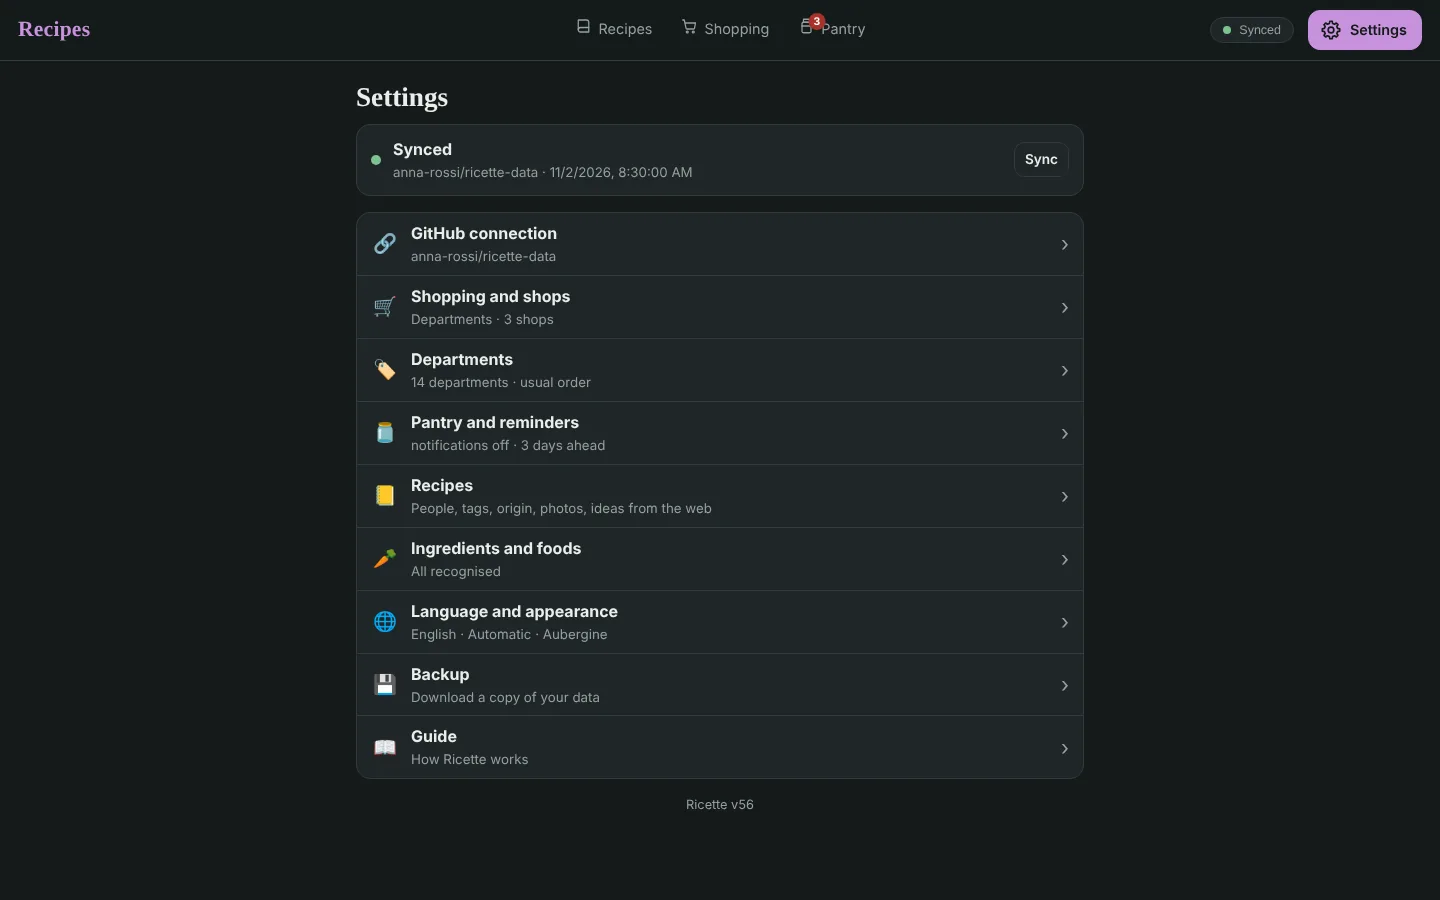 Recipes
Recipes
Shopping
3
Pantry
Synced
Settings
Settings
Synced
anna-rossi/ricette-data · 11/2/2026, 8:30:00 AM
Sync
GitHub connection
anna-rossi/ricette-data
Shopping and shops
Departments · 3 shops
Departments
14 departments · usual order
Pantry and reminders
notifications off · 3 days ahead
Recipes
People, tags, origin, photos, ideas from the web
Ingredients and foods
All recognised
Language and appearance
English · Automatic · Aubergine
Backup
Download a copy of your data
Guide
How Ricette works
Ricette v56